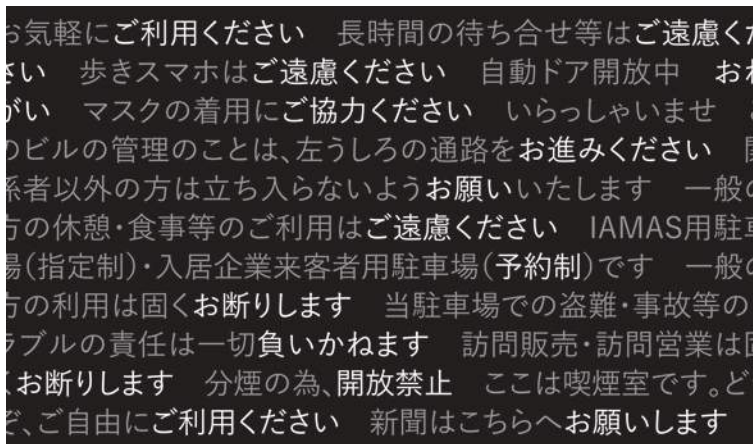 お気軽にご利用ください　長時間の待ち合せ等はご遠慮くだ
さい　歩きスマホはご遠慮ください　自動ドア開放中　おね
がい　マスクの着用にご協力ください　いらっしゃいませ
のビルの管理のことは、左うしろの通路をお進みください　関
係者以外の方は立ち入らないようお願いいたします　一般の
方の休憩・食事等のご利用はご遠慮ください　IAMAS用駐車
場(指定制)・入居企業来客者用駐車場(予約制)です　一般の
方の利用は固くお断りします　当駐車場での盗難・事故等の
ラブルの責任は一切負いかねます　訪問販売・訪問営業は固
くお断りします　分煙の為、開放禁止　ここは喫煙室です。ど
ぞ、ご自由にご利用ください　新聞はこちらへお願いします